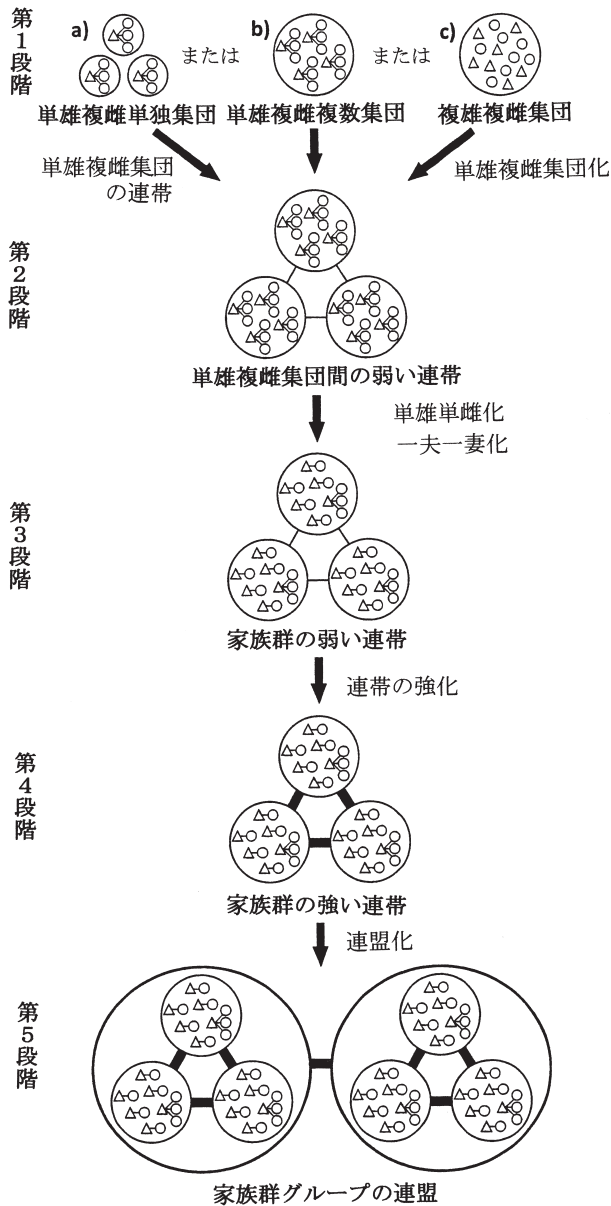 第1段階
a)
または
b)
または
c)
単雄複雌単独集団
単雄複雌複数集団
複雄複雌集団
単雄複雌集団
の連帯
単雄複雌集団化
第2段階
単雄複雌集団間の弱い連帯
単雄単雌化
一夫一妻化
第3段階
家族群の弱い連帯
連帯の強化
第4段階
家族群の強い連帯
連盟化
第5段階
家族群グループの連盟